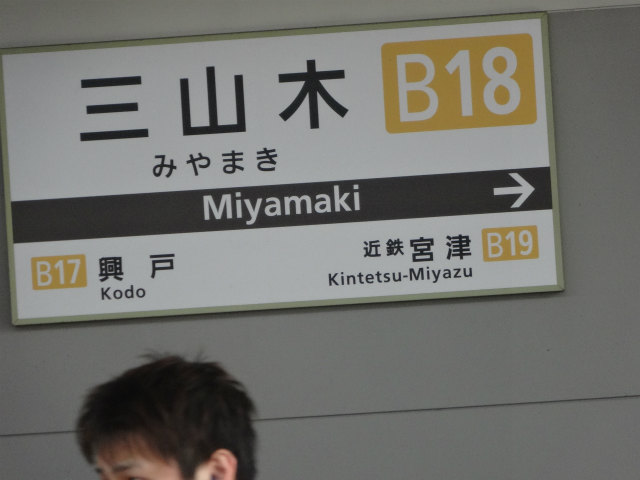 三山木 B18
みやまき
Miyamaki
B17 興戸 近鉄宮津 B19
Kodo Kintetsu-Miyazu